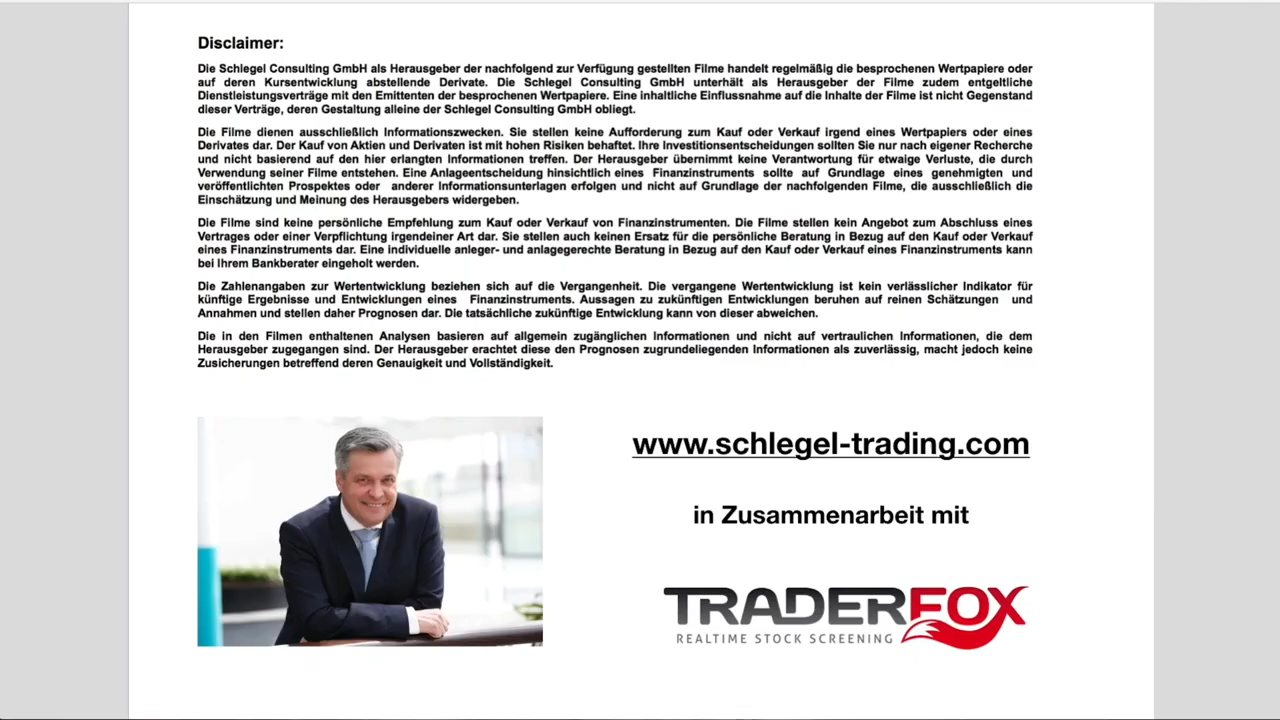 Disclaimer:
Die Schlegel Consulting GmbH als Herausgeber der nachfolgend zur Verfügung gestellten Filme handelt regelmäßig die besprochenen Wertpapiere oder
auf deren Kursentwicklung abstellende Derivate. Die Schlegel Consulting GmbH unterhält als Herausgeber der Filme zudem entgeltliche
Dienstleistungsverträge mit den Emittenten der besprochenen Wertpapiere. Eine inhaltliche Einflussnahme auf die Inhalte der Filme ist nicht Gegenstand
dieser Verträge, deren Gestaltung alleine der Schlegel Consulting GmbH obliegt.
Die Filme dienen ausschließlich Informationszwecken. Sie stellen keine Aufforderung zum Kauf oder Verkauf irgend eines Wertpapiers oder eines
Derivates dar. Der Kauf von Aktien und Derivaten ist mit hohen Risiken behaftet. Ihre Investitionsentscheidungen sollten Sie nur nach eigener Recherche
und nicht basierend auf den hier erlangten Informationen treffen. Der Herausgeber übernimmt keine Verantwortung für etwaige Verluste, die durch
Verwendung seiner Filme entstehen. Eine Anlageentscheidung hinsichtlich eines Finanzinstruments sollte auf Grundlage eines genehmigten und
veröffentlichten Prospektes oder anderer Informationsunterlagen erfolgen und nicht auf Grundlage der nachfolgenden Filme, die ausschließlich die
Einschätzung und Meinung des Herausgebers widergeben.
Die Filme sind keine persönliche Empfehlung zum Kauf oder Verkauf von Finanzinstrumenten. Die Filme stellen kein Angebot zum Abschluss eines
Vertrages oder einer Verpflichtung irgendeiner Art dar. Sie stellen auch keinen Ersatz für die persönliche Beratung in Bezug auf den Kauf oder Verkauf
eines Finanzinstruments dar. Eine individuelle anleger- und anlagegerechte Beratung in Bezug auf den Kauf oder Verkauf eines Finanzinstruments kann
bei Ihrem Bankberater eingeholt werden.
Die Zahlenangaben zur Wertentwicklung beziehen sich auf die Vergangenheit. Die vergangene Wertentwicklung ist kein verlässlicher Indikator für
künftige Ergebnisse und Entwicklungen eines Finanzinstruments. Aussagen zu zukünftigen Entwicklungen beruhen auf reinen Schätzungen und
Annahmen und stellen daher Prognosen dar. Die tatsächliche zukünftige Entwicklung kann von dieser abweichen.
Die in den Filmen enthaltenen Analysen basieren auf allgemein zugänglichen Informationen und nicht auf vertraulichen Informationen, die dem
Herausgeber zugegangen sind. Der Herausgeber erachtet diese den Prognosen zugrundeliegenden Informationen als zuverlässig, macht jedoch keine
Zusicherungen betreffend deren Genauigkeit und Vollständigkeit.
www.schlegel-trading.com
in Zusammenarbeit mit
TRADERFOX
REALTIME STOCK SCREENING